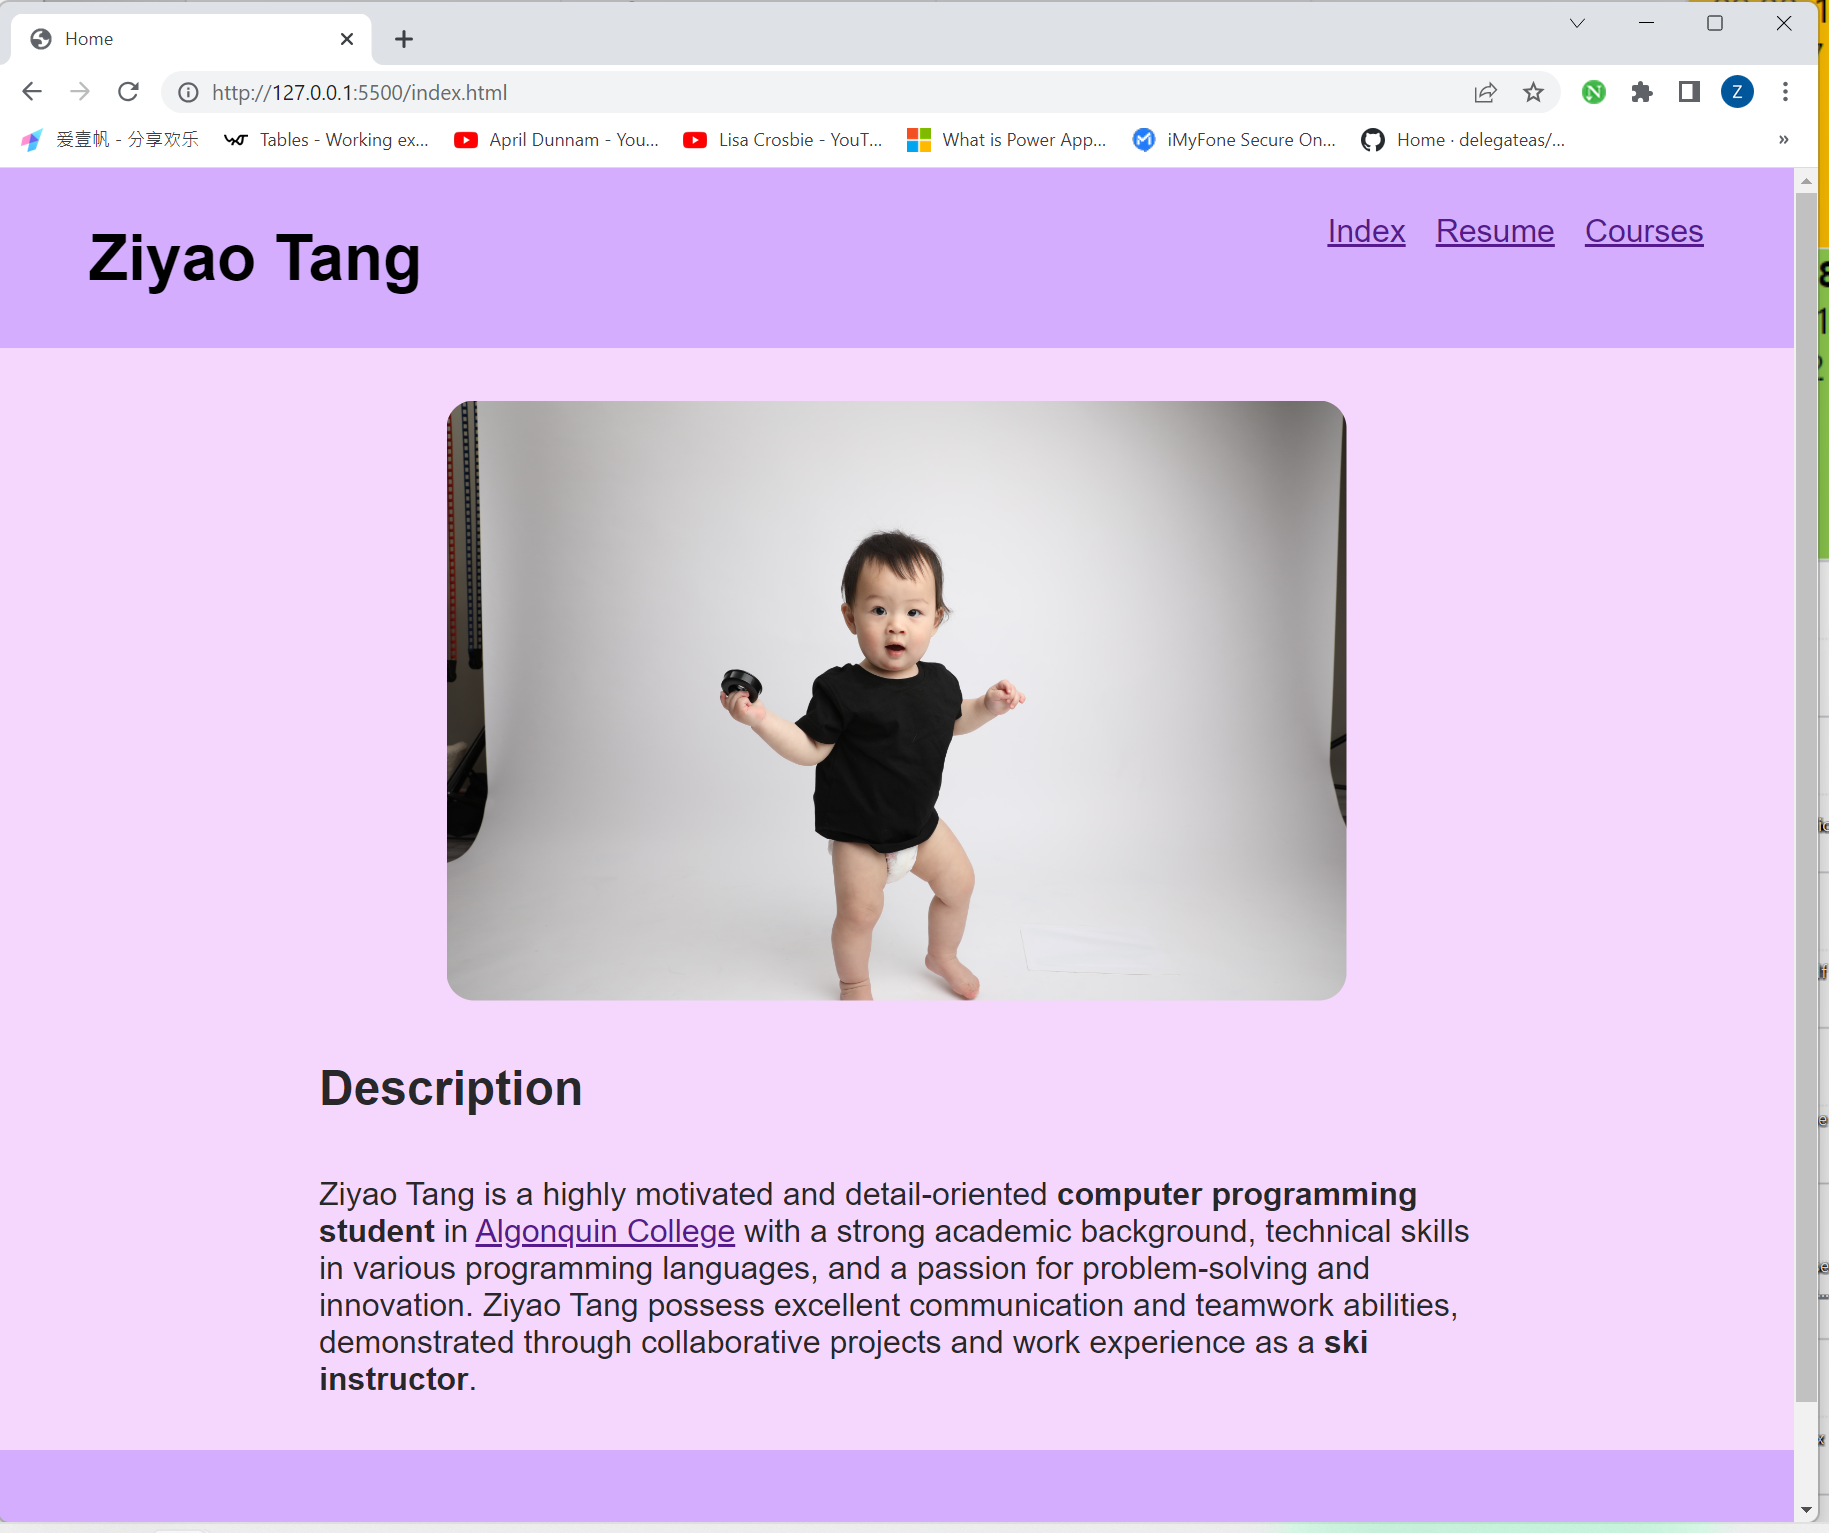 Home
http://127.0.0.1:5500/index.html
Z
爱壹帆 - 分享欢乐
Tables - Working ex...
April Dunnam - You...
Lisa Crosbie - YouT...
What is Power App...
iMyFone Secure On...
Home · delegateas/...
»
Ziyao Tang
Index Resume Courses
Description
Ziyao Tang is a highly motivated and detail-oriented computer programming
student in Algonquin College with a strong academic background, technical skills
in various programming languages, and a passion for problem-solving and
innovation. Ziyao Tang possess excellent communication and teamwork abilities,
demonstrated through collaborative projects and work experience as a ski
instructor.